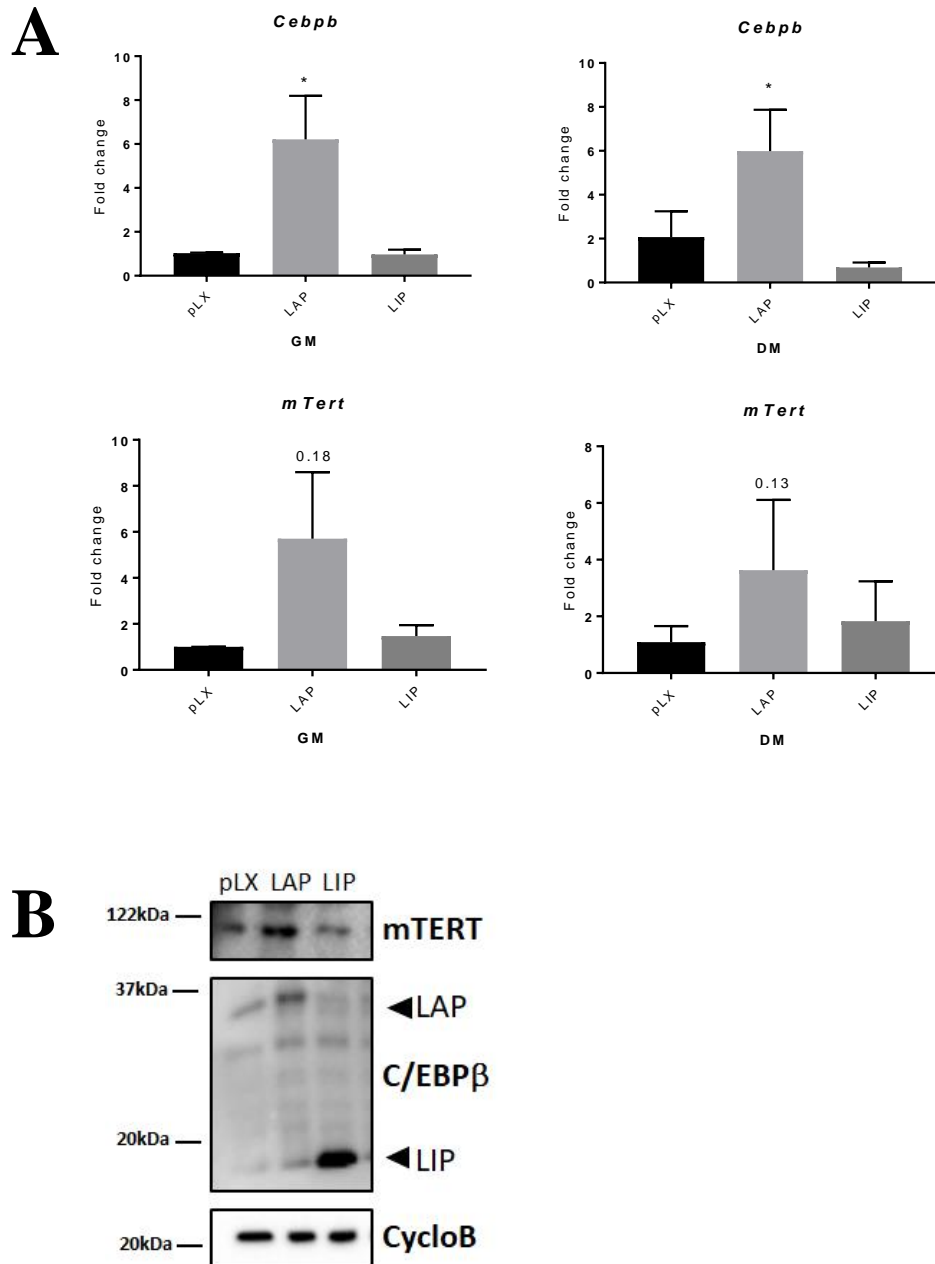 A
Cebpb
Fold change
10
8
6
4
2
0
*
pLX
LAP
LIP
GM
Cebpb
Fold change
10
8
6
4
2
0
*
pLX
LAP
LIP
DM
mTert
Fold change
10
8
6
4
2
0
0.18
pLX
LAP
LIP
GM
mTert
Fold change
8
6
4
2
0
0.13
pLX
LAP
LIP
DM
B
pLX LAP LIP
122kDa
mTERT
37kDa
LAP
C/EBPβ
20kDa
LIP
CycloB
20kDa